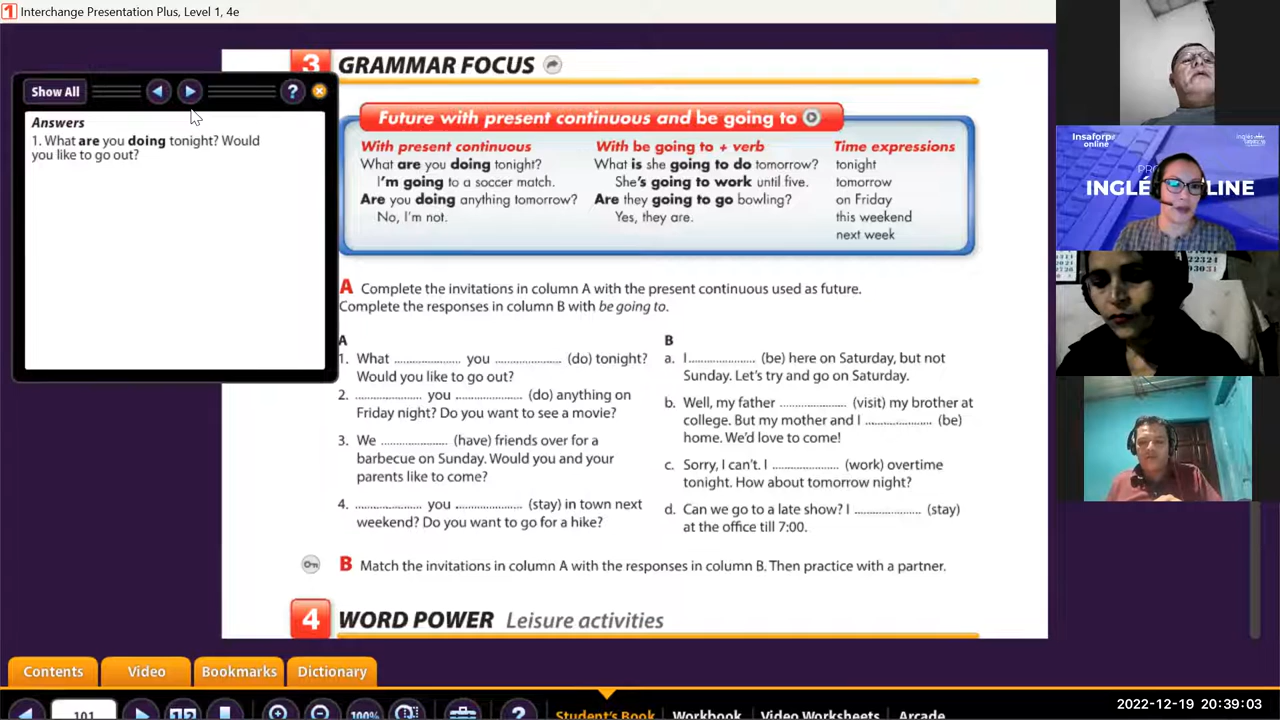 Interchange Presentation Plus, Level 1, 4e
Show All
?
Answers
1. What are you doing tonight? Would
you like to go out?
3 GRAMMAR FOCUS
Future with present continuous and be going to
With present continuous
What are you doing tonight?
I'm going to a soccer match.
Are you doing anything tomorrow?
No, I'm not.
With be going to + verb
What is she going to do tomorrow?
She's going to work until five.
Are they going to go bowling?
Yes, they are.
Time expressions
tonight
tomorrow
on Friday
this weekend
next week
A Complete the invitations in column A with the present continuous used as future.
Complete the responses in column B with be going to.
A
1. What .................... you .................... (do) tonight?
Would you like to go out?
2. .................... you .................... (do) anything on
Friday night? Do you want to see a movie?
3. We .................... (have) friends over for a
barbecue on Sunday. Would you and your
parents like to come?
4. .................... you .................... (stay) in town next
weekend? Do you want to go for a hike?
B
a. I .................... (be) here on Saturday, but not
Sunday. Let's try and go on Saturday.
b. Well, my father .................... (visit) my brother at
college. But my mother and I .................... (be)
home. We'd love to come!
c. Sorry, I can't. I .................... (work) overtime
tonight. How about tomorrow night?
d. Can we go to a late show? I .................... (stay)
at the office till 7:00.
B Match the invitations in column A with the responses in column B. Then practice with a partner.
4 WORD POWER Leisure activities
Contents
Video
Bookmarks
Dictionary
101
100%
?
Student's Book
Workbook
Video Worksheets
Arcade
Insaforp
online
2022-12-19 20:39:03